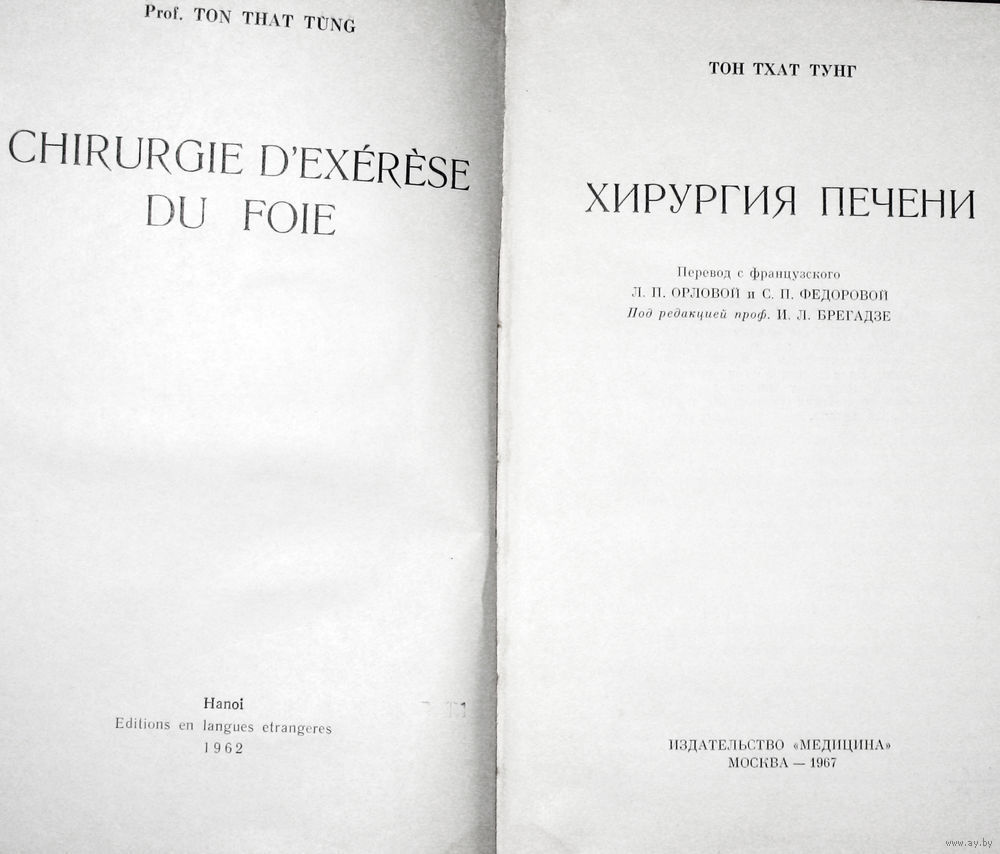 Prof. TON THAT TÙNG
CHIRURGIE D'EXÉRÈSE
DU FOIE
Hanoi
Editions en langues etrangeres
1962
ТОН ТХАТ ТУНГ
ХИРУРГИЯ ПЕЧЕНИ
Перевод с французского
Л. П. ОРЛОВОЙ и С. П. ФЕДОРОВОЙ
Под редакцией проф. И. Л. БРЕГАДЗЕ
ИЗДАТЕЛЬСТВО «МЕДИЦИНА»
МОСКВА — 1967
www.ay.by